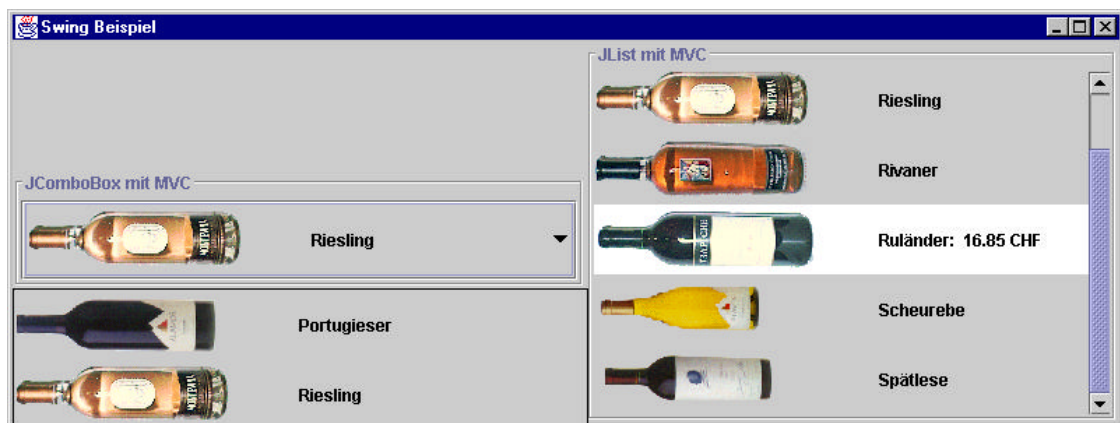 Swing Beispiel
JComboBox mit MVC
Riesling
Portugieser
Riesling
JList mit MVC
Riesling
Rivaner
Ruländer: 16.85 CHF
Scheurebe
Spätlese